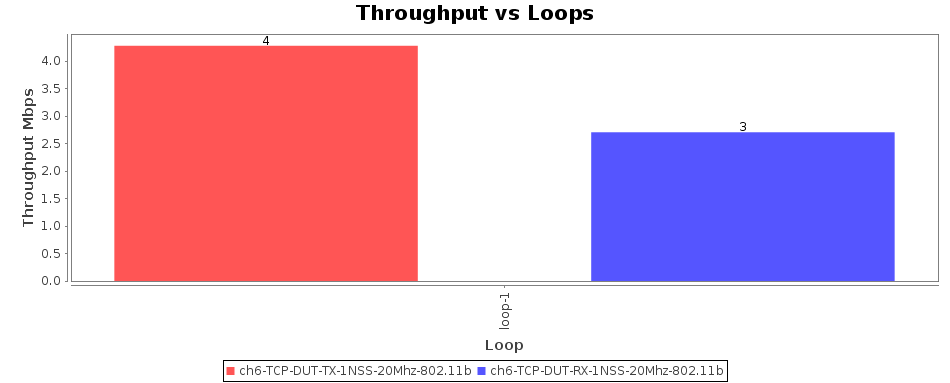 Throughput vs Loops
Throughput Mbps
4.0
3.5
3.0
2.5
2.0
1.5
1.0
0.5
0.0
4
3
loop-1
Loop
ch6-TCP-DUT-TX-1NSS-20Mhz-802.11b ch6-TCP-DUT-RX-1NSS-20Mhz-802.11b